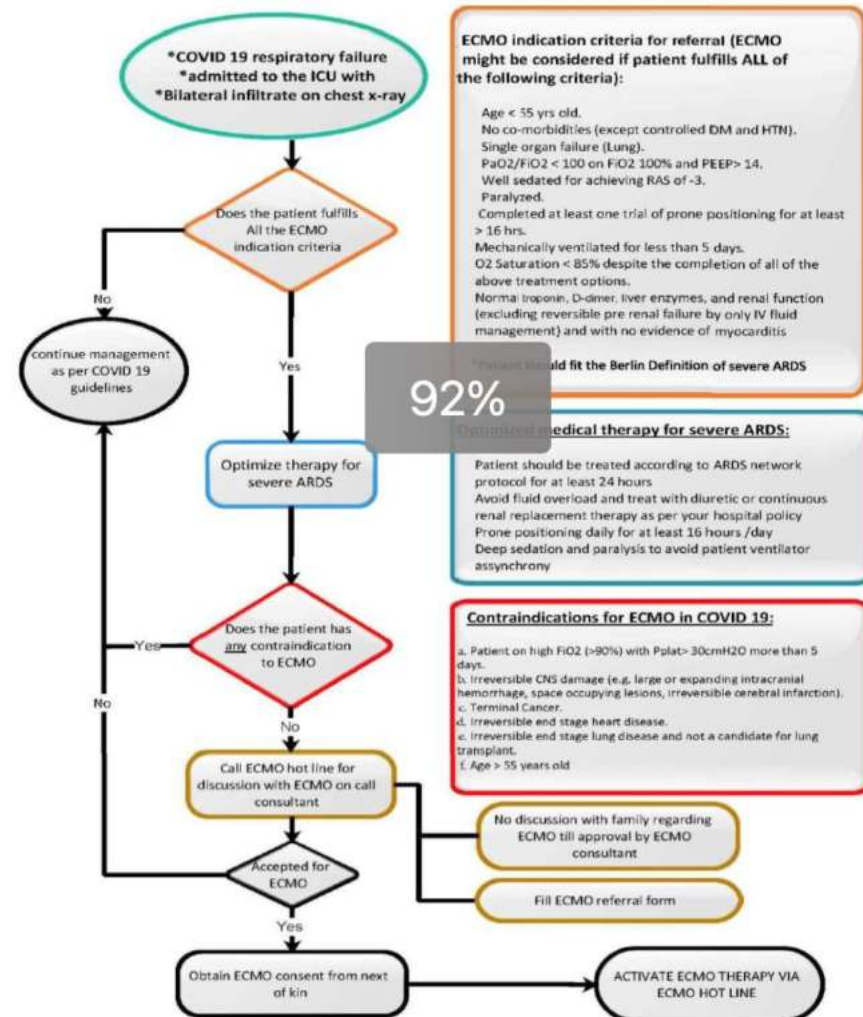 *COVID 19 respiratory failure
*admitted to the ICU with
*Bilateral infiltrate on chest x-ray
Does the patient fulfills
All the ECMO
indication criteria
No
continue management
as per COVID 19
guidelines
Yes
Optimize therapy for
severe ARDS
Does the patient has
any contraindication
to ECMO
Yes
No
No
Call ECMO hot line for
discussion with ECMO on call
consultant
Accepted for
ECMO
Yes
Obtain ECMO consent from next
of kin
ECMO indication criteria for referral (ECMO
might be considered if patient fulfills ALL of
the following criteria):
Age < 55 yrs old.
No co-morbidities (except controlled DM and HTN).
Single organ failure (Lung).
PaO2/FiO2 < 100 on FiO2 100% and PEEP> 14.
Well sedated for achieving RAS of -3.
Paralyzed.
Completed at least one trial of prone positioning for at least
> 16 hrs.
Mechanically ventilated for less than 5 days.
O2 Saturation < 85% despite the completion of all of the
above treatment options.
Normal troponin, D-dimer, liver enzymes, and renal function
(excluding reversible pre renal failure by only IV fluid
management) and with no evidence of myocarditis
*Patient should fit the Berlin Definition of severe ARDS
92%
Optimized medical therapy for severe ARDS:
Patient should be treated according to ARDS network
protocol for at least 24 hours
Avoid fluid overload and treat with diuretic or continuous
renal replacement therapy as per your hospital policy
Prone positioning daily for at least 16 hours /day
Deep sedation and paralysis to avoid patient ventilator
assynchrony
Contraindications for ECMO in COVID 19:
a. Patient on high FiO2 (>90%) with Pplat> 30cmH2O more than 5
days.
b. Irreversible CNS damage (e.g. large or expanding intracranial
hemorrhage, space occupying lesions, irreversible cerebral infarction).
c. Terminal Cancer.
d. Irreversible end stage heart disease.
e. Irreversible end stage lung disease and not a candidate for lung
transplant.
f. Age > 55 years old
No discussion with family regarding
ECMO till approval by ECMO
consultant
Fill ECMO referral form
ACTIVATE ECMO THERAPY VIA
ECMO HOT LINE